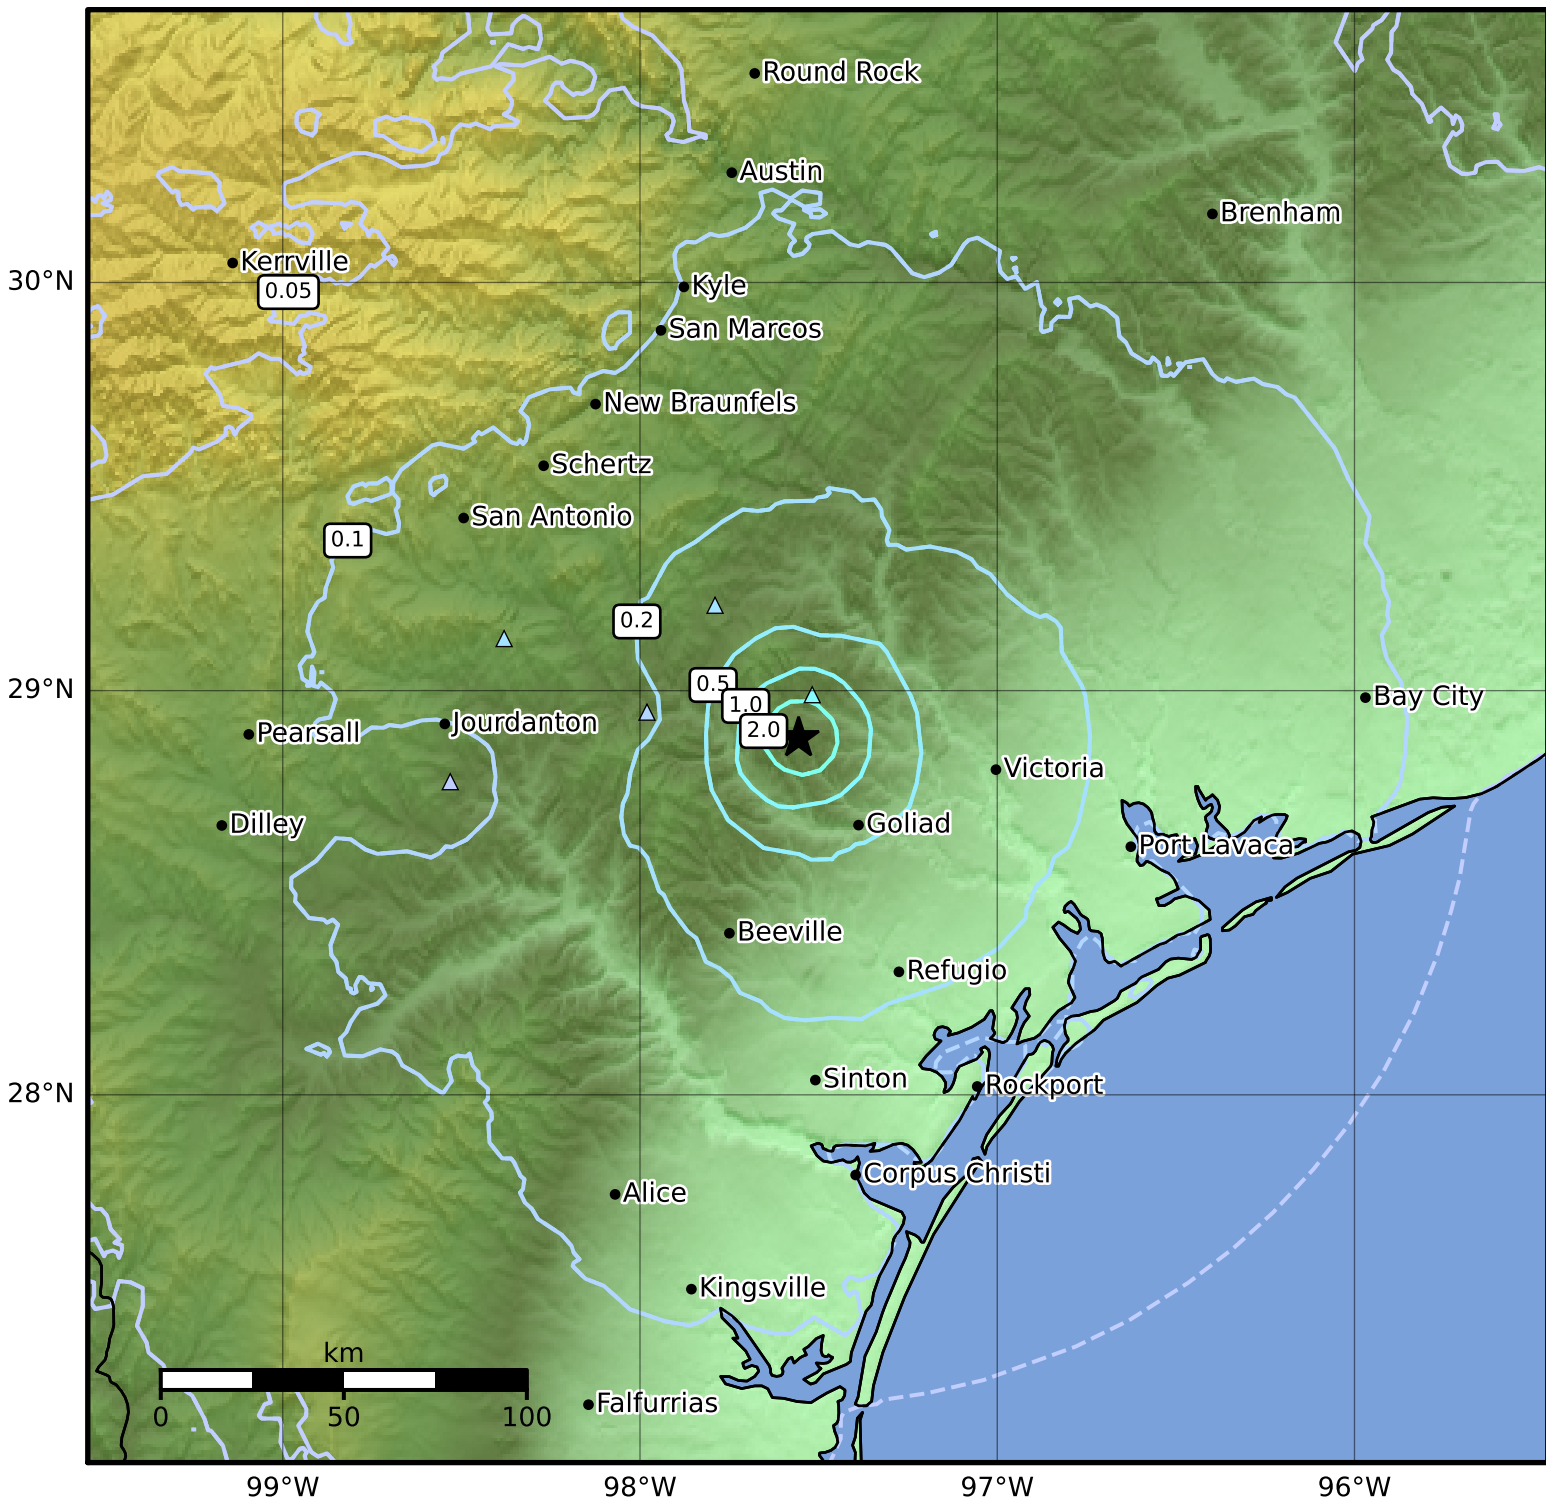 Round Rock
Austin
Brenham
Kerrville
30°N
0.05
Kyle
San Marcos
New Braunfels
Schertz
San Antonio
0.1
0.2
29°N
0.5
1.0
Bay City
Pearsall
Jourdanton
2.0
Victoria
Dilley
Goliad
Port Lavaca
Beeville
Refugio
Sinton
Rockport
28°N
Corpus Christi
Alice
Kingsville
km
Falfurrias
0 50 100
99°W 98°W 97°W 96°W